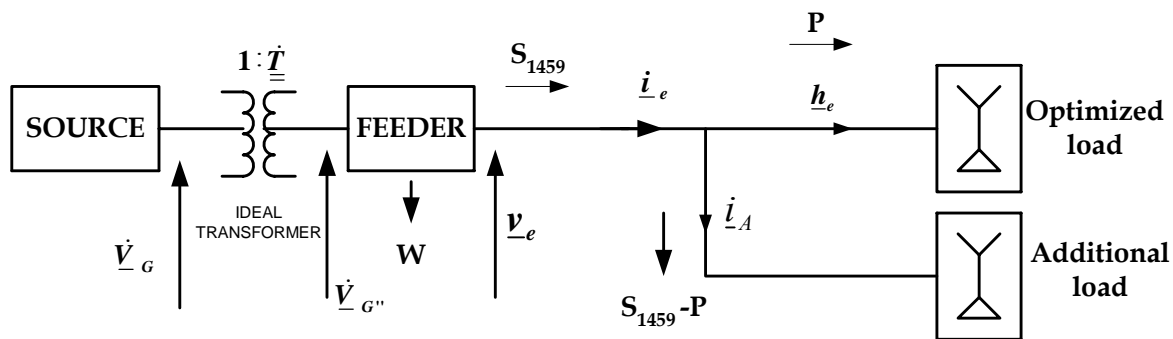 P
S1459
1 : Ṫ
i e
h e
SOURCE
FEEDER
Optimized
load
IDEAL
TRANSFORMER
V̇ G
V̇ G"
W
v e
i A
S1459-P
Additional
load